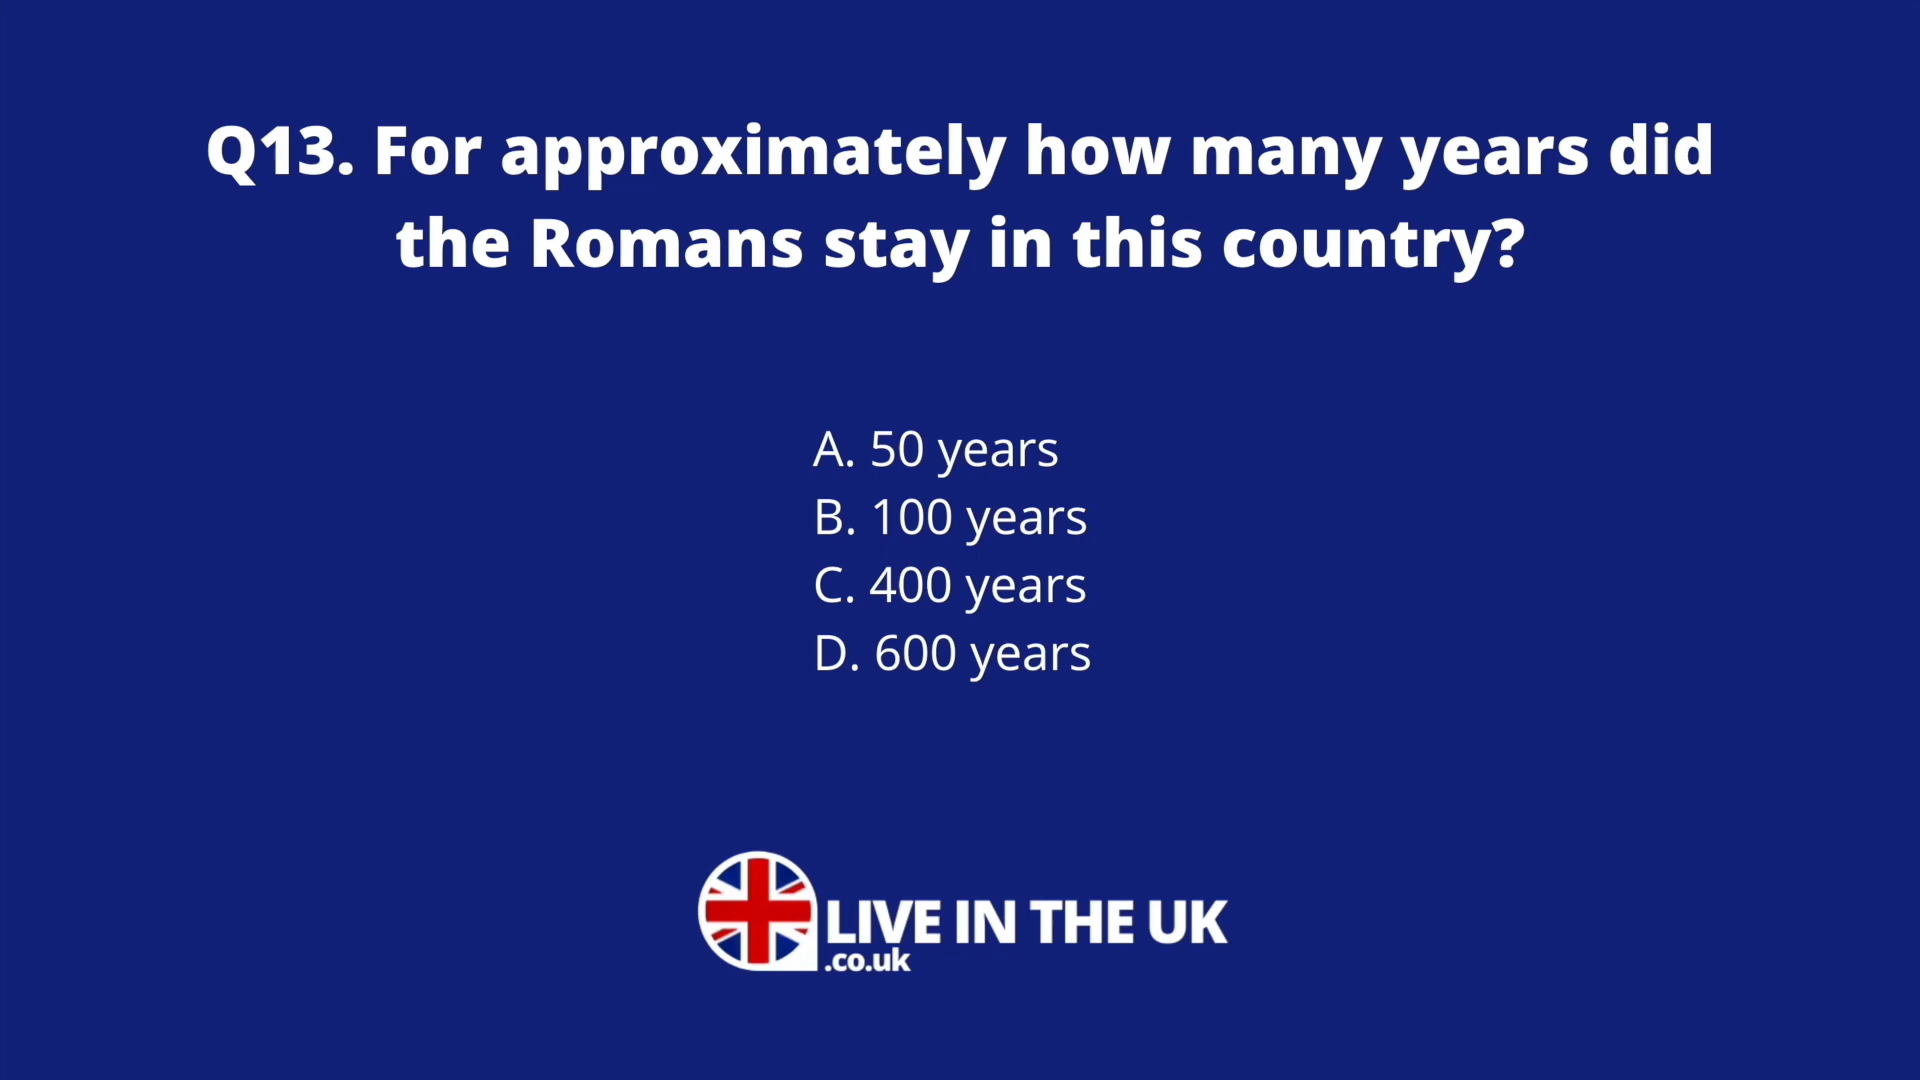 Q13. For approximately how many years did
the Romans stay in this country?
A. 50 years
B. 100 years
C. 400 years
D. 600 years
LIVE IN THE UK
.co.uk